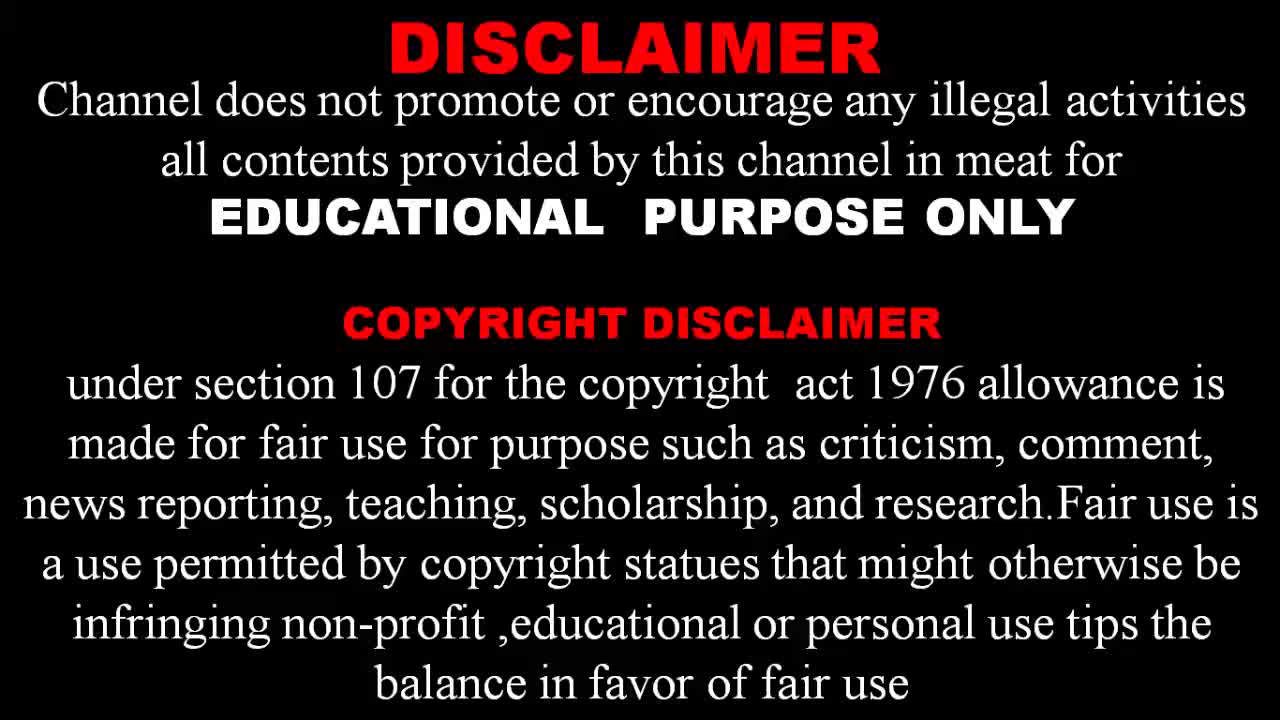 DISCLAIMER
Channel does not promote or encourage any illegal activities
all contents provided by this channel in meat for
EDUCATIONAL PURPOSE ONLY
COPYRIGHT DISCLAIMER
under section 107 for the copyright act 1976 allowance is
made for fair use for purpose such as criticism, comment,
news reporting, teaching, scholarship, and research.Fair use is
a use permitted by copyright statues that might otherwise be
infringing non-profit ,educational or personal use tips the
balance in favor of fair use